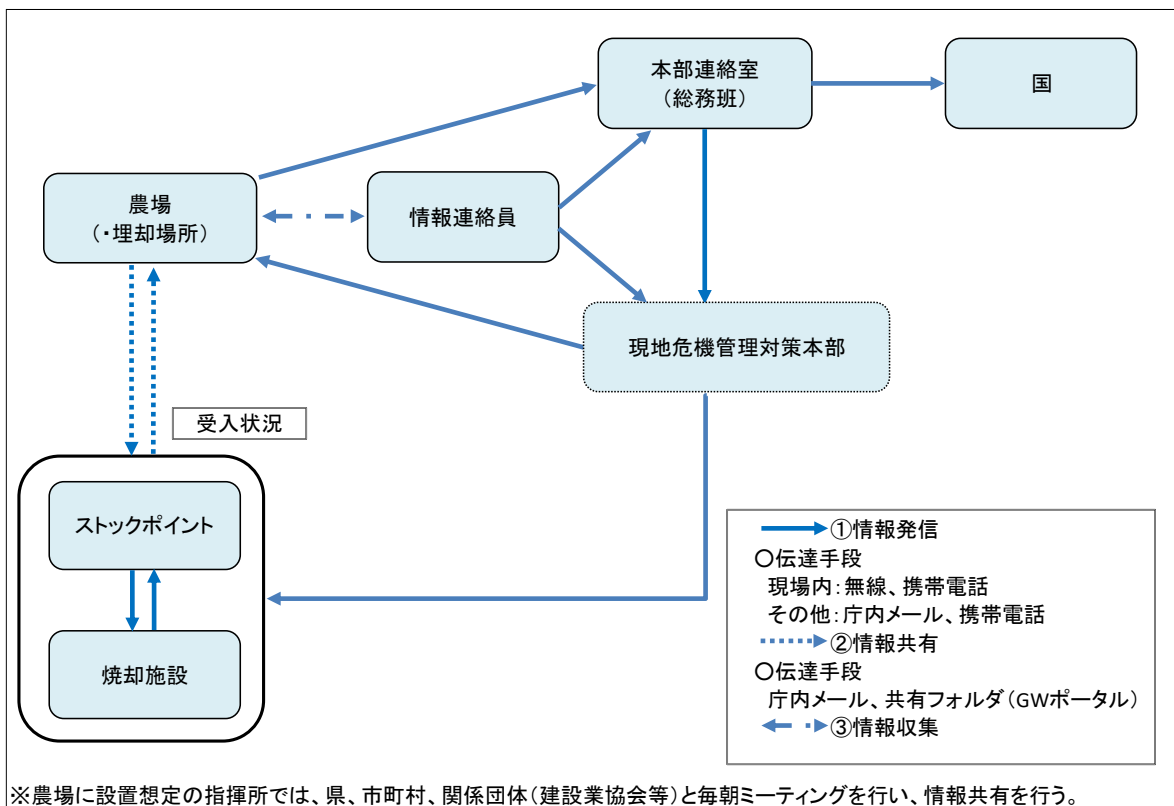 本部連絡室
（総務班）
国
農場
（・埋却場所）
情報連絡員
現地危機管理対策本部
受入状況
ストックポイント
焼却施設
①情報発信
○伝達手段
現場内：無線、携帯電話
その他：庁内メール、携帯電話
②情報共有
○伝達手段
庁内メール、共有フォルダ（GWポータル）
③情報収集
※農場に設置想定の指揮所では、県、市町村、関係団体（建設業協会等）と毎朝ミーティングを行い、情報共有を行う。